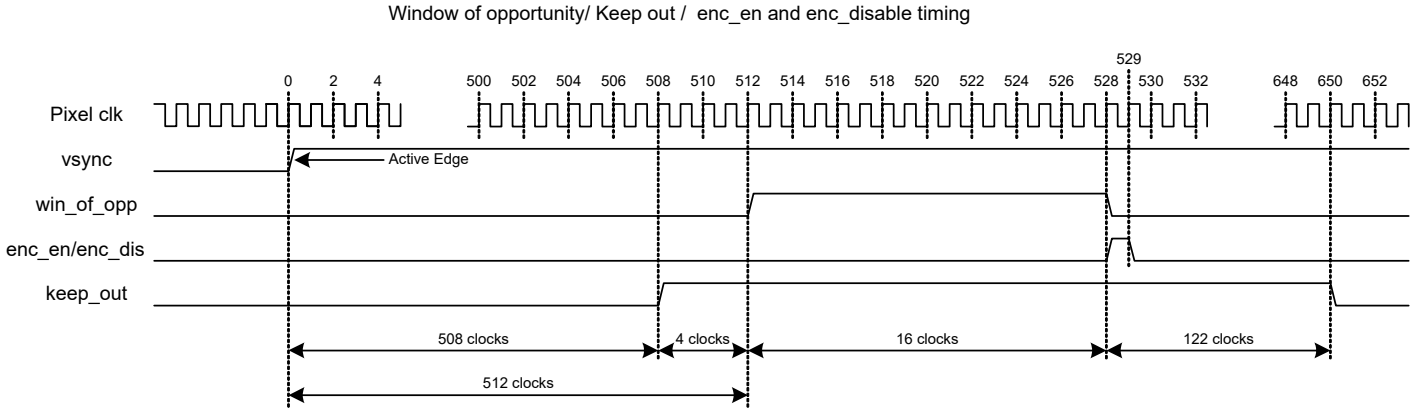 Window of opportunity/ Keep out / enc_en and enc_disable timing
529
0 2 4 500 502 504 506 508 510 512 514 516 518 520 522 524 526 528 530 532 648 650 652
Pixel clk
vsync
Active Edge
win_of_opp
enc_en/enc_dis
keep_out
508 clocks 4 clocks 16 clocks 122 clocks
512 clocks